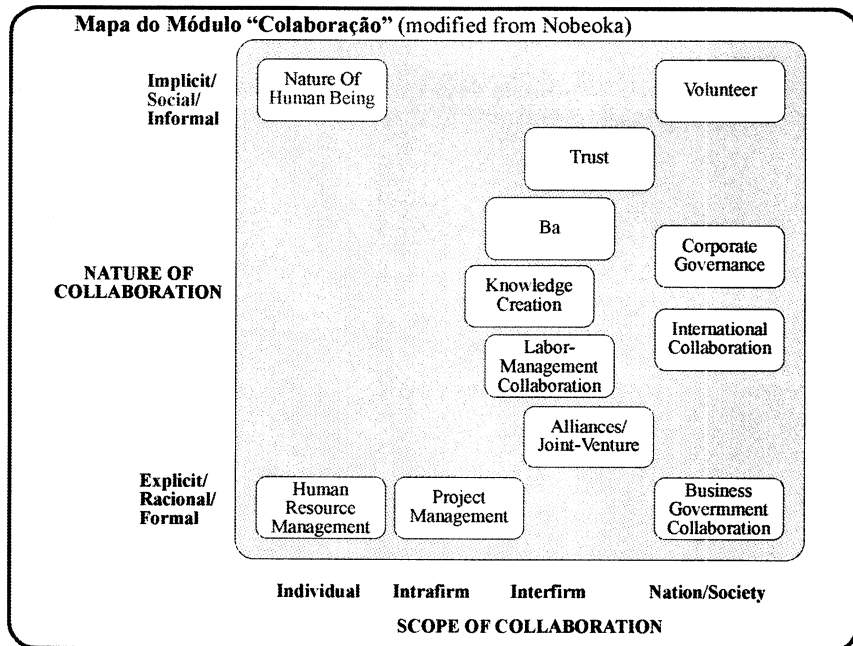 Mapa do Módulo “Colaboração” (modified from Nobeoka)
Implicit/
Social/
Informal
Nature Of
Human Being
Volunteer
Trust
Ba
NATURE OF
COLLABORATION
Corporate
Governance
Knowledge
Creation
International
Collaboration
Labor-
Management
Collaboration
Alliances/
Joint-Venture
Explicit/
Racional/
Formal
Human
Resource
Management
Project
Management
Business
Govermment
Collaboration
Individual Intrafirm Interfirm Nation/Society
SCOPE OF COLLABORATION